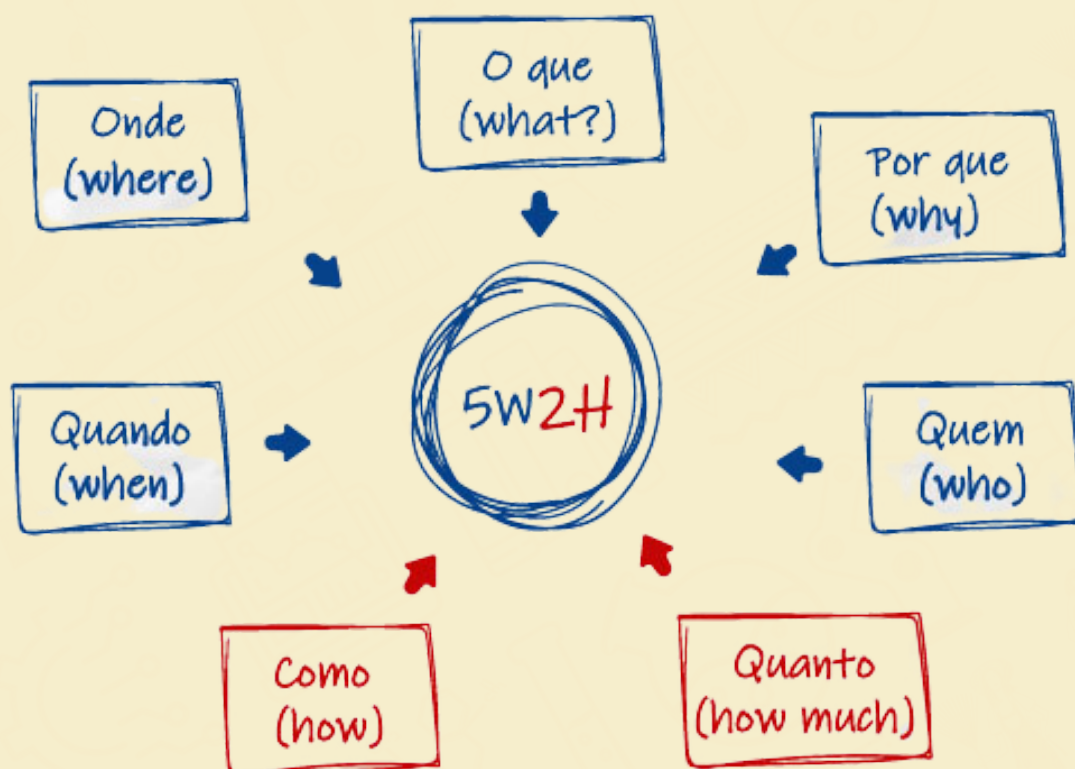 O que
(what?)
Onde
(where)
Por que
(why)
5W2H
Quando
(when)
Quem
(who)
Como
(how)
Quanto
(how much)